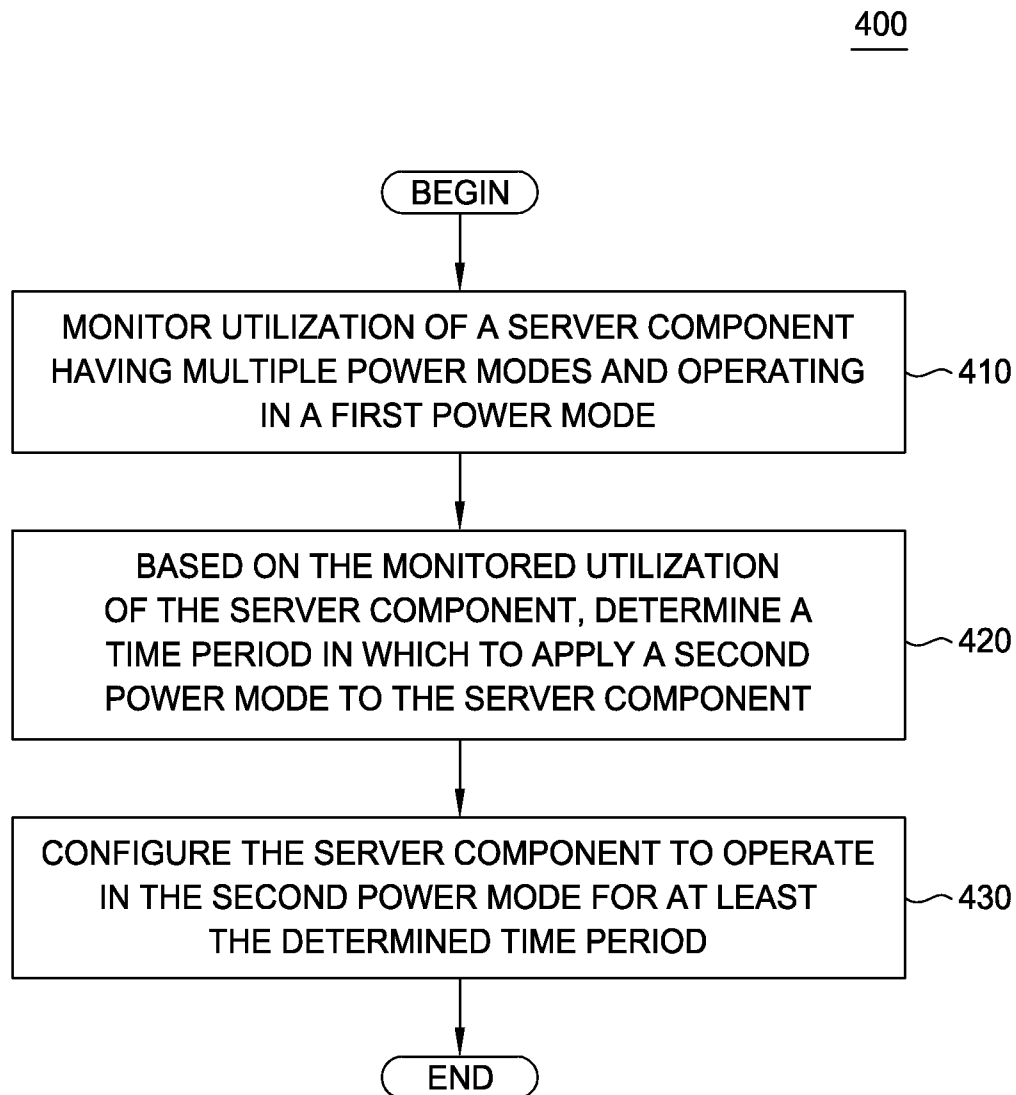 400
BEGIN
MONITOR UTILIZATION OF A SERVER COMPONENT
HAVING MULTIPLE POWER MODES AND OPERATING
IN A FIRST POWER MODE
410
BASED ON THE MONITORED UTILIZATION
OF THE SERVER COMPONENT, DETERMINE A
TIME PERIOD IN WHICH TO APPLY A SECOND
POWER MODE TO THE SERVER COMPONENT
420
CONFIGURE THE SERVER COMPONENT TO OPERATE
IN THE SECOND POWER MODE FOR AT LEAST
THE DETERMINED TIME PERIOD
430
END